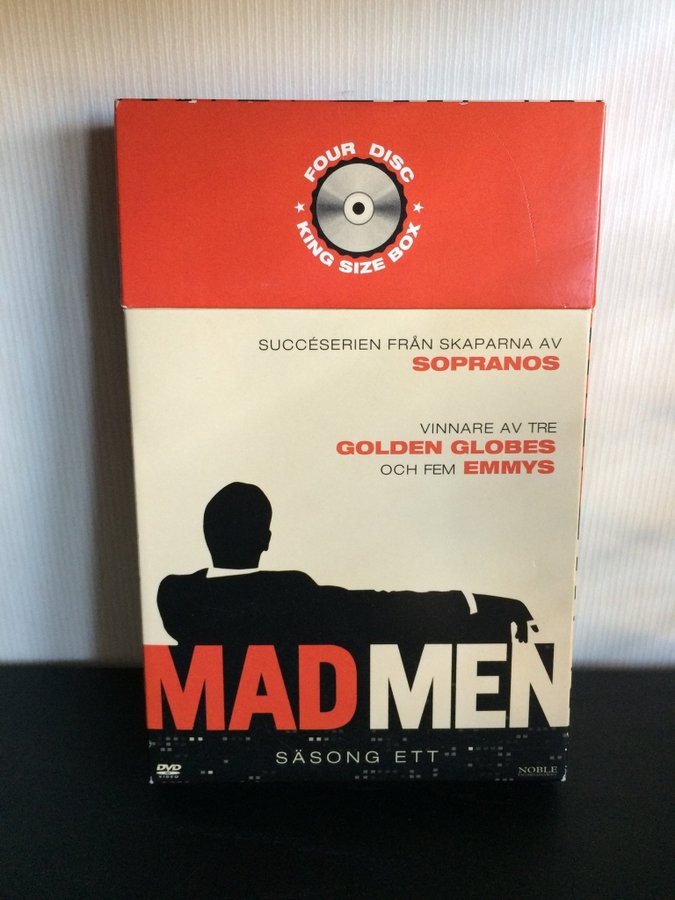 FOUR DISC
KING SIZE BOX
SUCCÉSERIEN FRÅN SKAPARNA AV
SOPRANOS
VINNARE AV TRE
GOLDEN GLOBES
OCH FEM EMMYS
MAD MEN
SÄSONG ETT
DVD
VIDEO
NOBLE